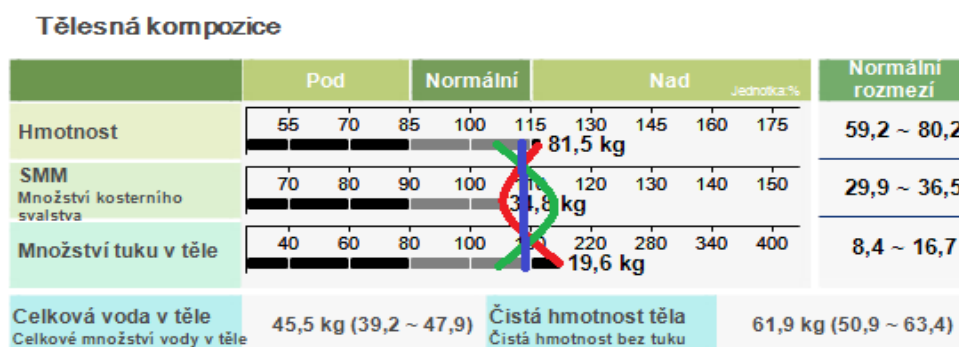 Tělesná kompozice
Pod Normální Nad Jednotka:% Normální
rozmezí
Hmotnost 55 70 85 100 115 130 145 160 175
81,5 kg 59,2 ~ 80,2
SMM
Množství kosterního
svalstva
70 80 90 100 110 120 130 140 150
34,8 kg 29,9 ~ 36,5
Množství tuku v těle 40 60 80 100 220 280 340 400
19,6 kg 8,4 ~ 16,7
Celková voda v těle
Celkové množství vody v těle
45,5 kg (39,2 ~ 47,9)
Čistá hmotnost těla
Čistá hmotnost bez tuku
61,9 kg (50,9 ~ 63,4)